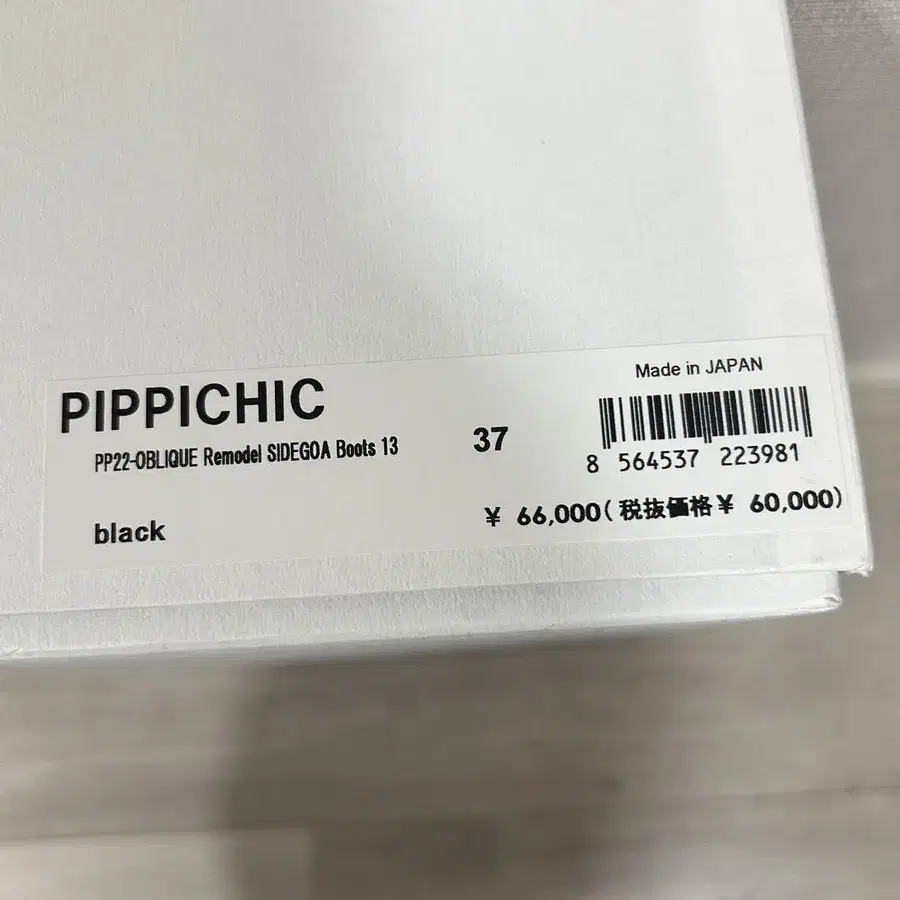 PIPPICHIC
Made in JAPAN
PP22-OBLIQUE Remodel SIDEGOA Boots 13
37
8 564537 223981
black
¥ 66,000(税抜価格¥ 60,000)